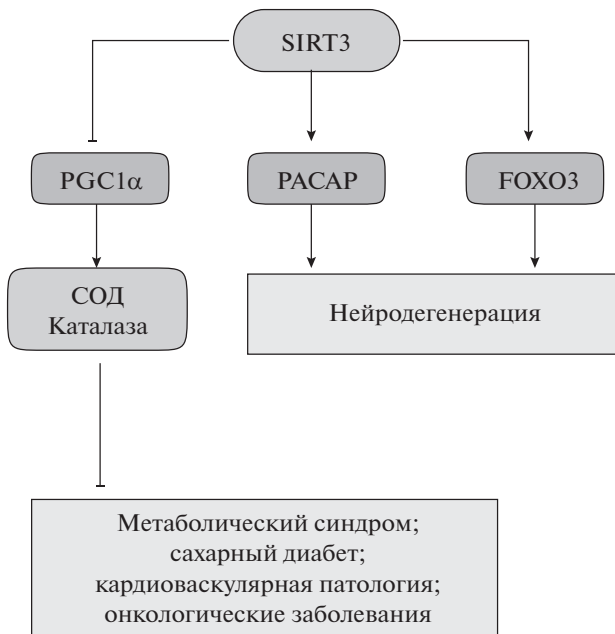 SIRT3
PGC1α
PACAP
FOXO3
СОД
Каталаза
Нейродегенерация
Метаболический синдром;
сахарный диабет;
кардиоваскулярная патология;
онкологические заболевания